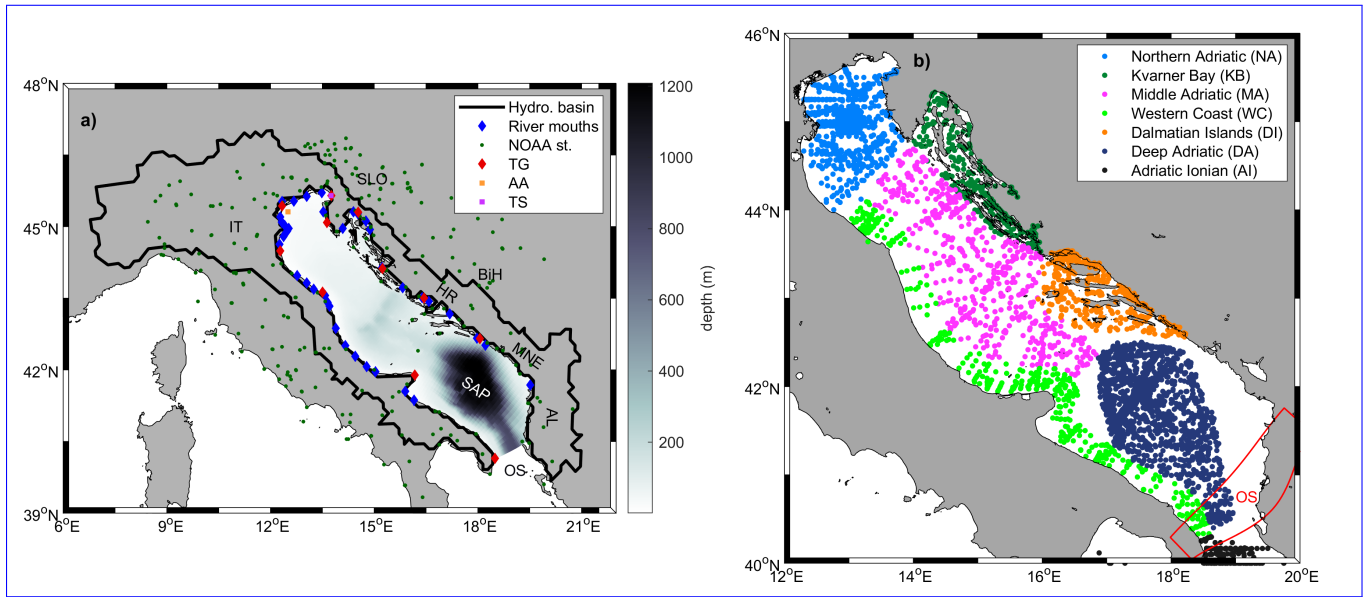 a)
48°N
45°N
42°N
39°N
6°E
9°E
12°E
15°E
18°E
21°E
Hydro. basin
River mouths
NOAA st.
TG
AA
TS
SLO
IT
BiH
HR
MNE
SAP
AL
OS
1200
1000
800
600
400
200
depth (m)
b)
46°N
44°N
42°N
40°N
12°E
14°E
16°E
18°E
20°E
Northern Adriatic (NA)
Kvarner Bay (KB)
Middle Adriatic (MA)
Western Coast (WC)
Dalmatian Islands (DI)
Deep Adriatic (DA)
Adriatic Ionian (AI)
OS